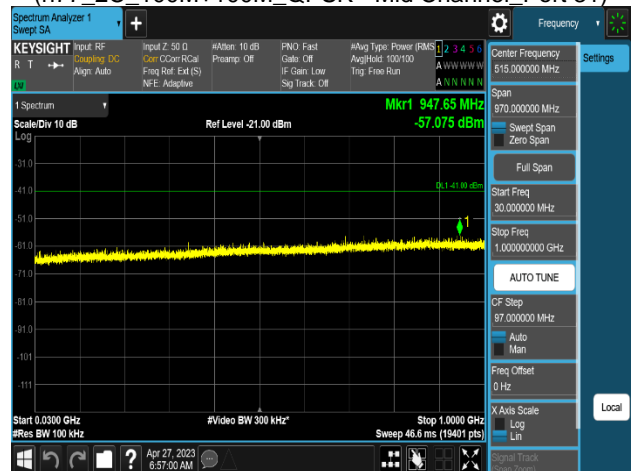 Spectrum Analyzer 1
Swept SA
+
Frequency
KEYSIGHT
R T
Input: RF
Coupling: DC
Align: Auto
Input Z: 50 Ω
Corr CCorr RCal
Freq Ref: Ext (S)
NFE: Adaptive
#Atten: 10 dB
Preamp: Off
PNO: Fast
Gate: Off
IF Gain: Low
Sig Track: Off
#Avg Type: Power (RMS
Avg|Hold: 100/100
Trig: Free Run
1 2 3 4 5 6
A W W W W W
A N N N N N
1 Spectrum
Scale/Div 10 dB
Log
Ref Level -21.00 dBm
Mkr1 947.65 MHz
-57.075 dBm
-31.0
-41.0
-51.0
-61.0
-71.0
-81.0
-91.0
-101
-111
DL1 -41.00 dBm
1
Start 0.0300 GHz
#Res BW 100 kHz
#Video BW 300 kHz*
Stop 1.0000 GHz
Sweep 46.6 ms (19401 pts)
Center Frequency
515.000000 MHz
Span
970.000000 MHz
Swept Span
Zero Span
Full Span
Start Freq
30.000000 MHz
Stop Freq
1.000000000 GHz
AUTO TUNE
CF Step
97.000000 MHz
Auto
Man
Freq Offset
0 Hz
X Axis Scale
Log
Lin
Signal Track
Settings
Local
?
Apr 27, 2023
6:57:00 AM